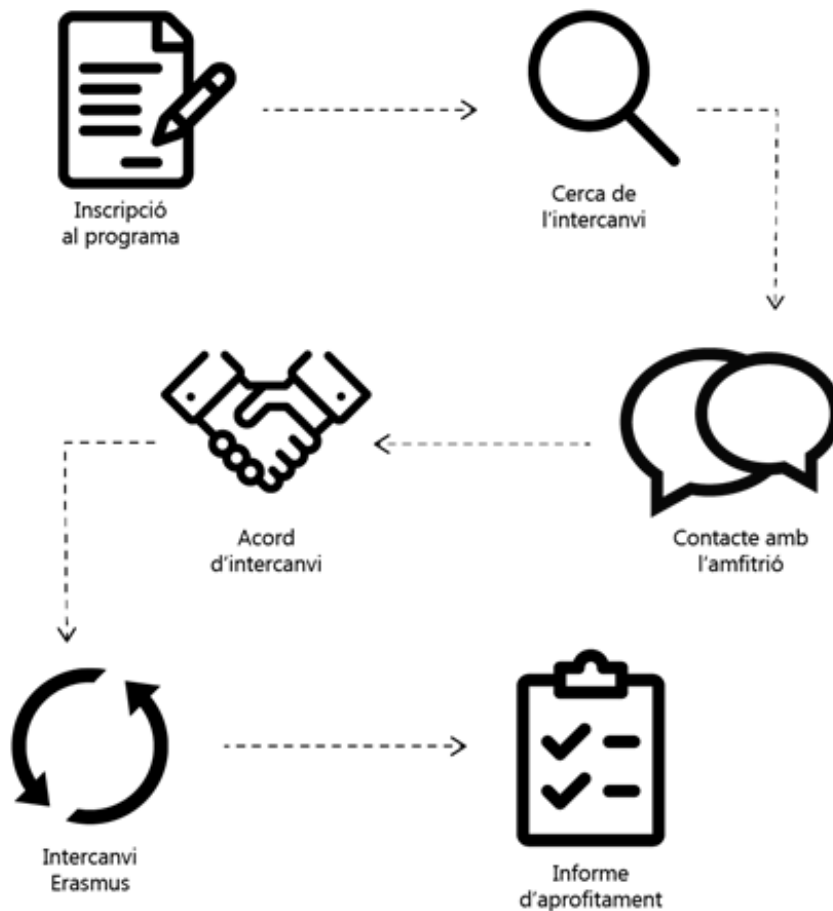 Inscripció
al programa
Cerca de
l'intercanvi
Contacte amb
l'amfitrió
Acord
d'intercanvi
Intercanvi
Erasmus
Informe
d'aprofitament